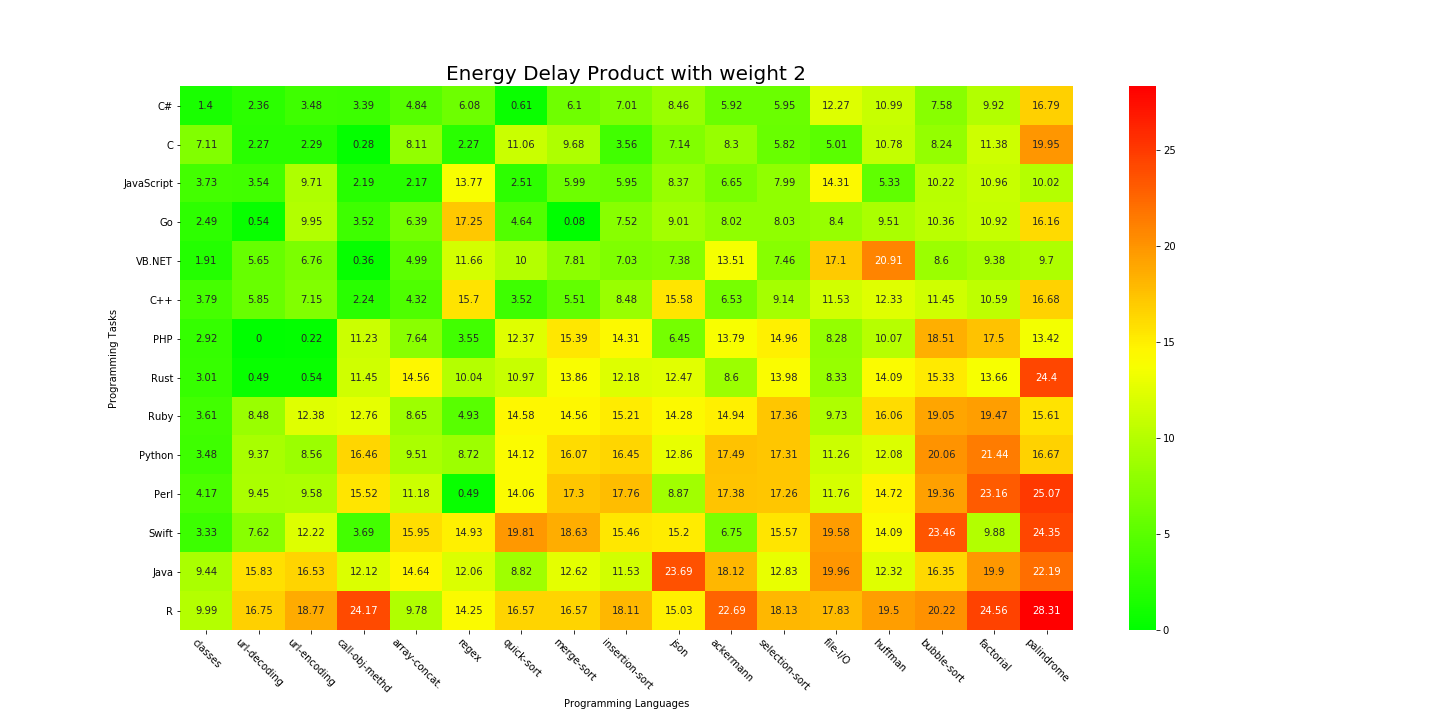 Energy Delay Product with weight 2
C# 1.4 2.36 3.48 3.39 4.84 6.08 0.61 6.1 7.01 8.46 5.92 5.95 12.27 10.99 7.58 9.92 16.79
C 7.11 2.27 2.29 0.28 8.11 2.27 11.06 9.68 3.56 7.14 8.3 5.82 5.01 10.78 8.24 11.38 19.95
JavaScript 3.73 3.54 9.71 2.19 2.17 13.77 2.51 5.99 5.95 8.37 6.65 7.99 14.31 5.33 10.22 10.96 10.02
Go 2.49 0.54 9.95 3.52 6.39 17.25 4.64 0.08 7.52 9.01 8.02 8.03 8.4 9.51 10.36 10.92 16.16
VB.NET 1.91 5.65 6.76 0.36 4.99 11.66 10 7.81 7.03 7.38 13.51 7.46 17.1 20.91 8.6 9.38 9.7
C++ 3.79 5.85 7.15 2.24 4.32 15.7 3.52 5.51 8.48 15.58 6.53 9.14 11.53 12.33 11.45 10.59 16.68
PHP 2.92 0 0.22 11.23 7.64 3.55 12.37 15.39 14.31 6.45 13.79 14.96 8.28 10.07 18.51 17.5 13.42
Rust 3.01 0.49 0.54 11.45 14.56 10.04 10.97 13.86 12.18 12.47 8.6 13.98 8.33 14.09 15.33 13.66 24.4
Ruby 3.61 8.48 12.38 12.76 8.65 4.93 14.58 14.56 15.21 14.28 14.94 17.36 9.73 16.06 19.05 19.47 15.61
Python 3.48 9.37 8.56 16.46 9.51 8.72 14.12 16.07 16.45 12.86 17.49 17.31 11.26 12.08 20.06 21.44 16.67
Perl 4.17 9.45 9.58 15.52 11.18 0.49 14.06 17.3 17.76 8.87 17.38 17.26 11.76 14.72 19.36 23.16 25.07
Swift 3.33 7.62 12.22 3.69 15.95 14.93 19.81 18.63 15.46 15.2 6.75 15.57 19.58 14.09 23.46 9.88 24.35
Java 9.44 15.83 16.53 12.12 14.64 12.06 8.82 12.62 11.53 23.69 18.12 12.83 19.96 12.32 16.35 19.9 22.19
R 9.99 16.75 18.77 24.17 9.78 14.25 16.57 16.57 18.11 15.03 22.69 18.13 17.83 19.5 20.22 24.56 28.31
classes url-decoding url-encoding call-obj-methd array-concat. regex quick-sort merge-sort insertion-sort json ackermann selection-sort file-I/O huffman bubble-sort factorial palindrome
Programming Languages
Programming Tasks
25
20
15
10
5
0